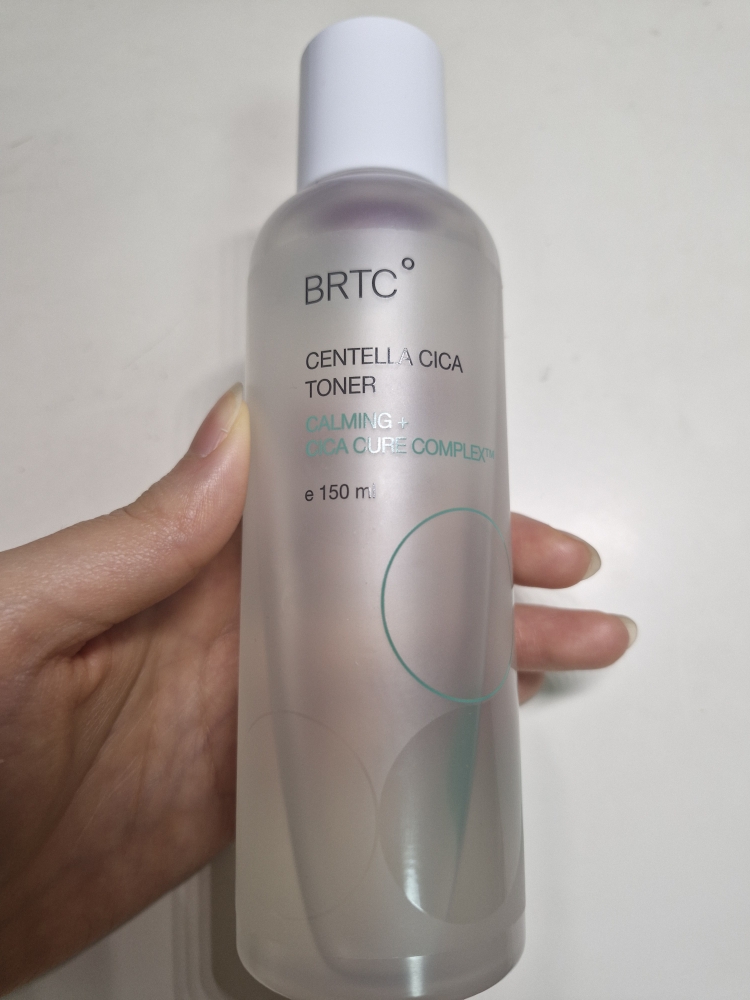 BRTC°
CENTELLA CICA
TONER
CALMING +
CICA CURE COMPLEX™
e 150 ml